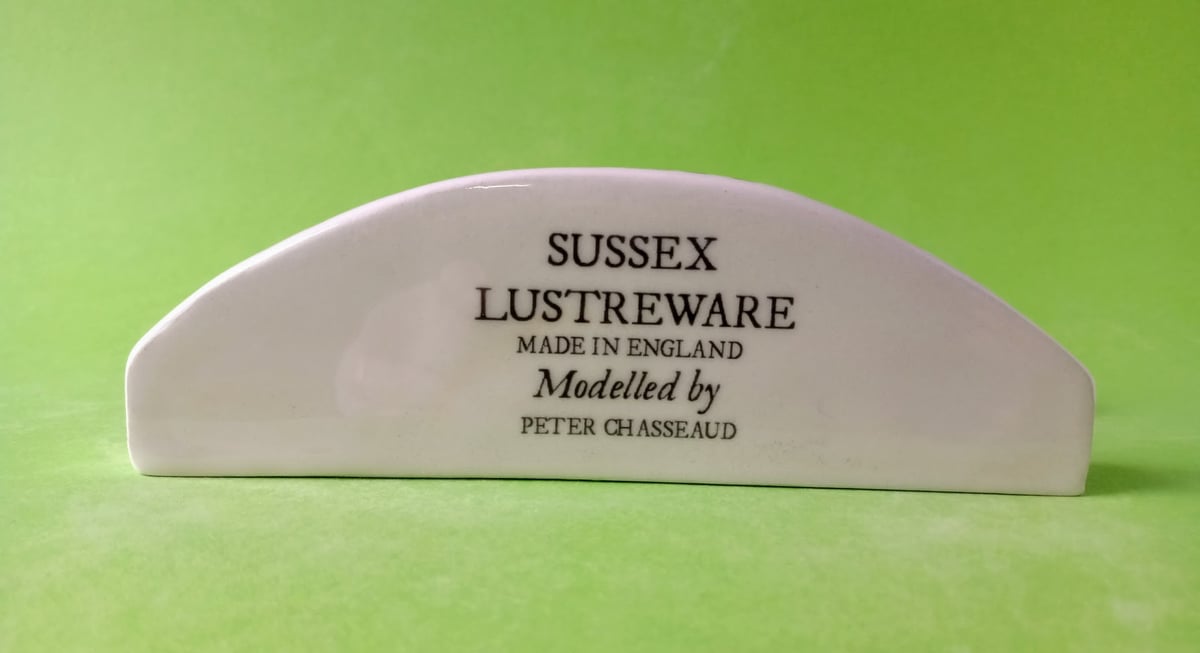 SUSSEX
LUSTREWARE
MADE IN ENGLAND
Modelled by
PETER CHASSEAUD